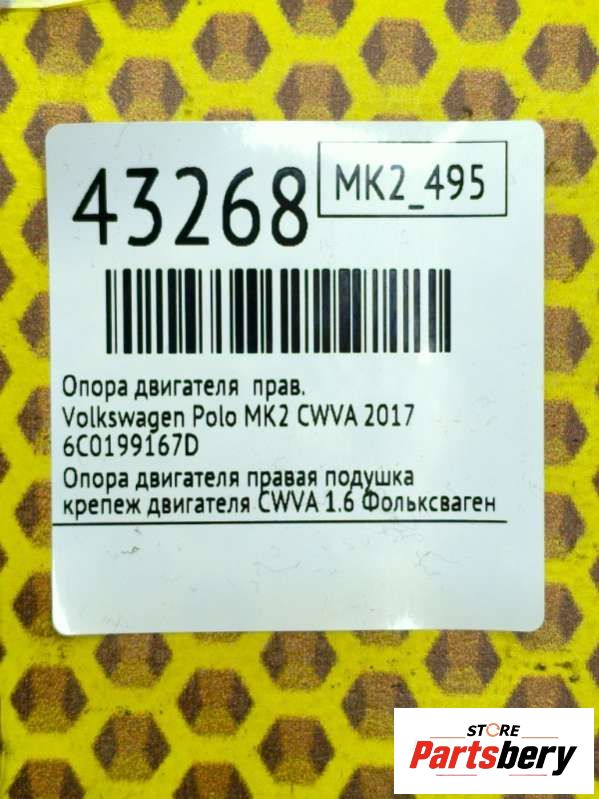 43268
MK2_495
Опора двигателя прав.
Volkswagen Polo MK2 CWVA 2017
6C0199167D
Опора двигателя правая подушка
крепеж двигателя CWVA 1.6 Фольксваген
STORE
Partsbery